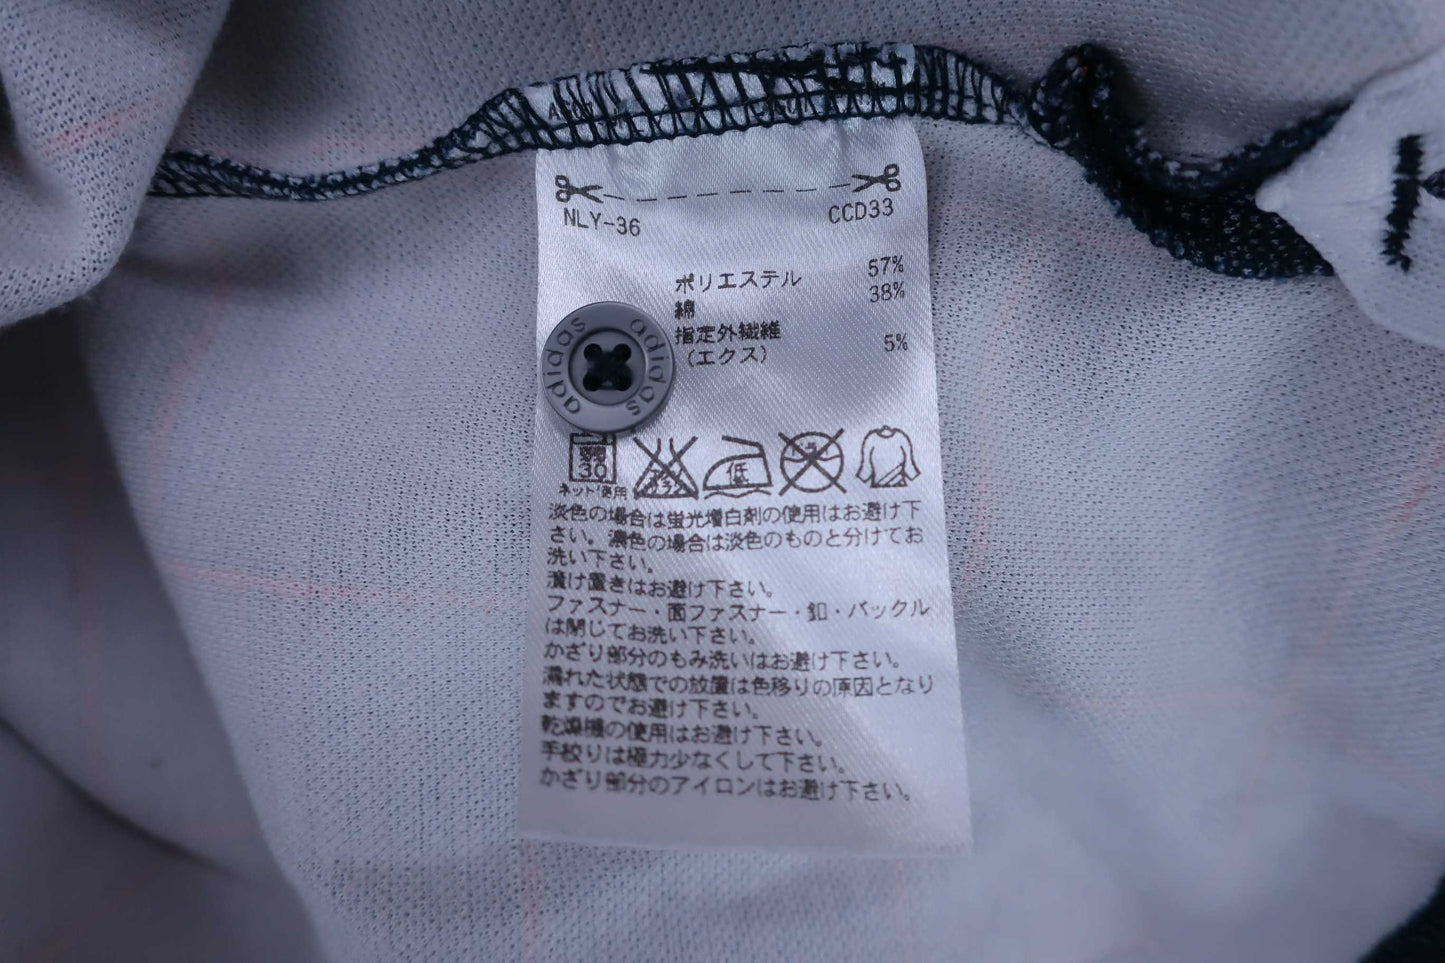 NLY-36 CCD33
ポリエステル 57%
綿 38%
指定外繊維
(エクス) 5%
adidas adidas
30
低
ネット使用
淡色の場合は蛍光増白剤の使用はお避け下
さい。濃色の場合は淡色のものと分けてお
洗い下さい。
漬け置きはお避け下さい。
ファスナー・面ファスナー・釦・バックル
は閉じてお洗い下さい。
かざり部分のもみ洗いはお避け下さい。
濡れた状態での放置は色移りの原因となり
ますのでお避け下さい。
乾燥機の使用はお避け下さい。
手絞りは極力少なくして下さい。
かざり部分のアイロンはお避け下さい。